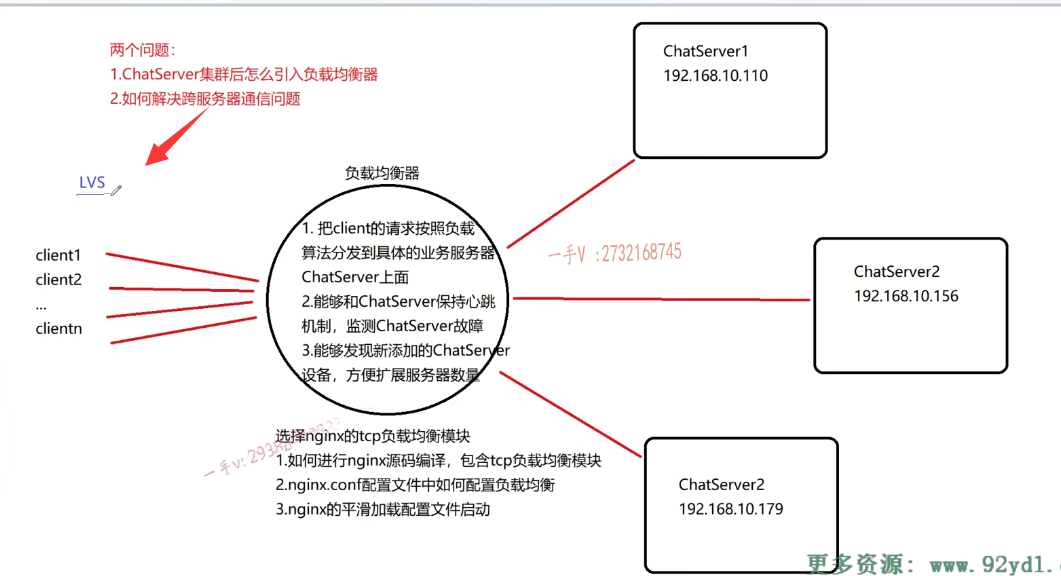 两个问题：
1.ChatServer集群后怎么引入负载均衡器
2.如何解决跨服务器通信问题
LVS
client1
client2
...
clientn
负载均衡器
1. 把client的请求按照负载
算法分发到具体的业务服务器
ChatServer上面
2.能够和ChatServer保持心跳
机制，监测ChatServer故障
3.能够发现新添加的ChatServer
设备，方便扩展服务器数量
选择nginx的tcp负载均衡模块
1.如何进行nginx源码编译，包含tcp负载均衡模块
2.nginx.conf配置文件中如何配置负载均衡
3.nginx的平滑加载配置文件启动
ChatServer1
192.168.10.110
一手V :2732168745
ChatServer2
192.168.10.156
ChatServer2
192.168.10.179
一手v:
更多资源: www.92ydl.